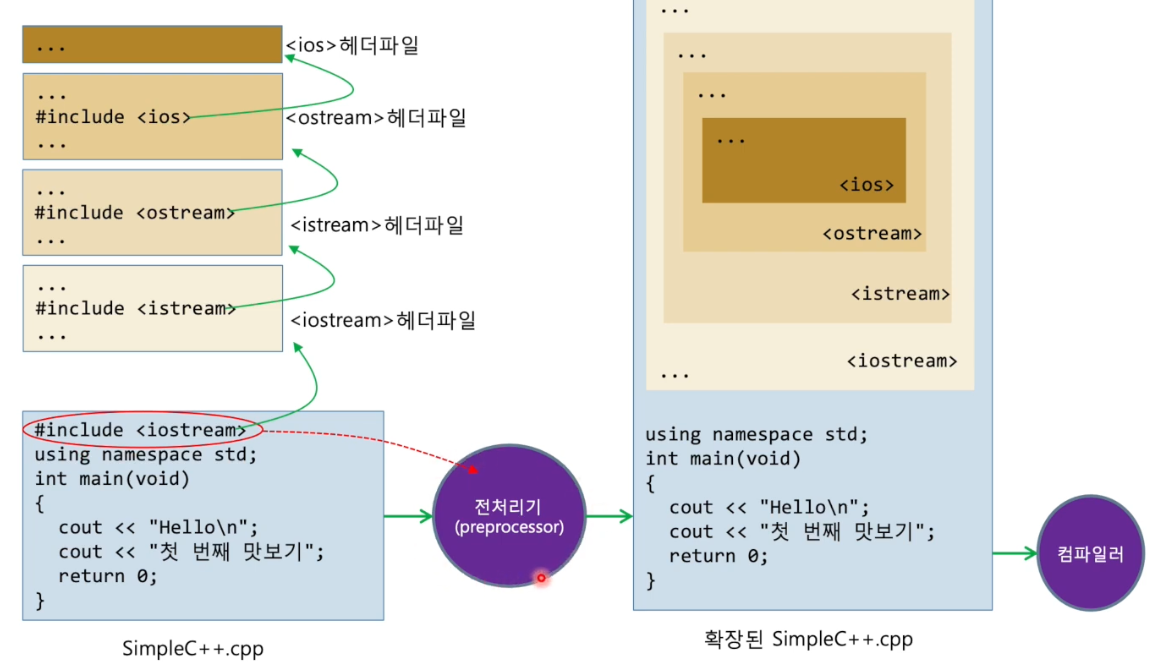 ...
<ios>헤더파일
...
#include <ios>
...
<ostream>헤더파일
...
#include <ostream>
...
<istream>헤더파일
...
#include <istream>
...
<iostream>헤더파일
#include <iostream>
using namespace std;
int main(void)
{
cout << "Hello\n";
cout << "첫 번째 맛보기";
return 0;
}
SimpleC++.cpp
전처리기
(preprocessor)
...
...
...
...
<ios>
<ostream>
<istream>
<iostream>
...
using namespace std;
int main(void)
{
cout << "Hello\n";
cout << "첫 번째 맛보기";
return 0;
}
확장된 SimpleC++.cpp
컴파일러